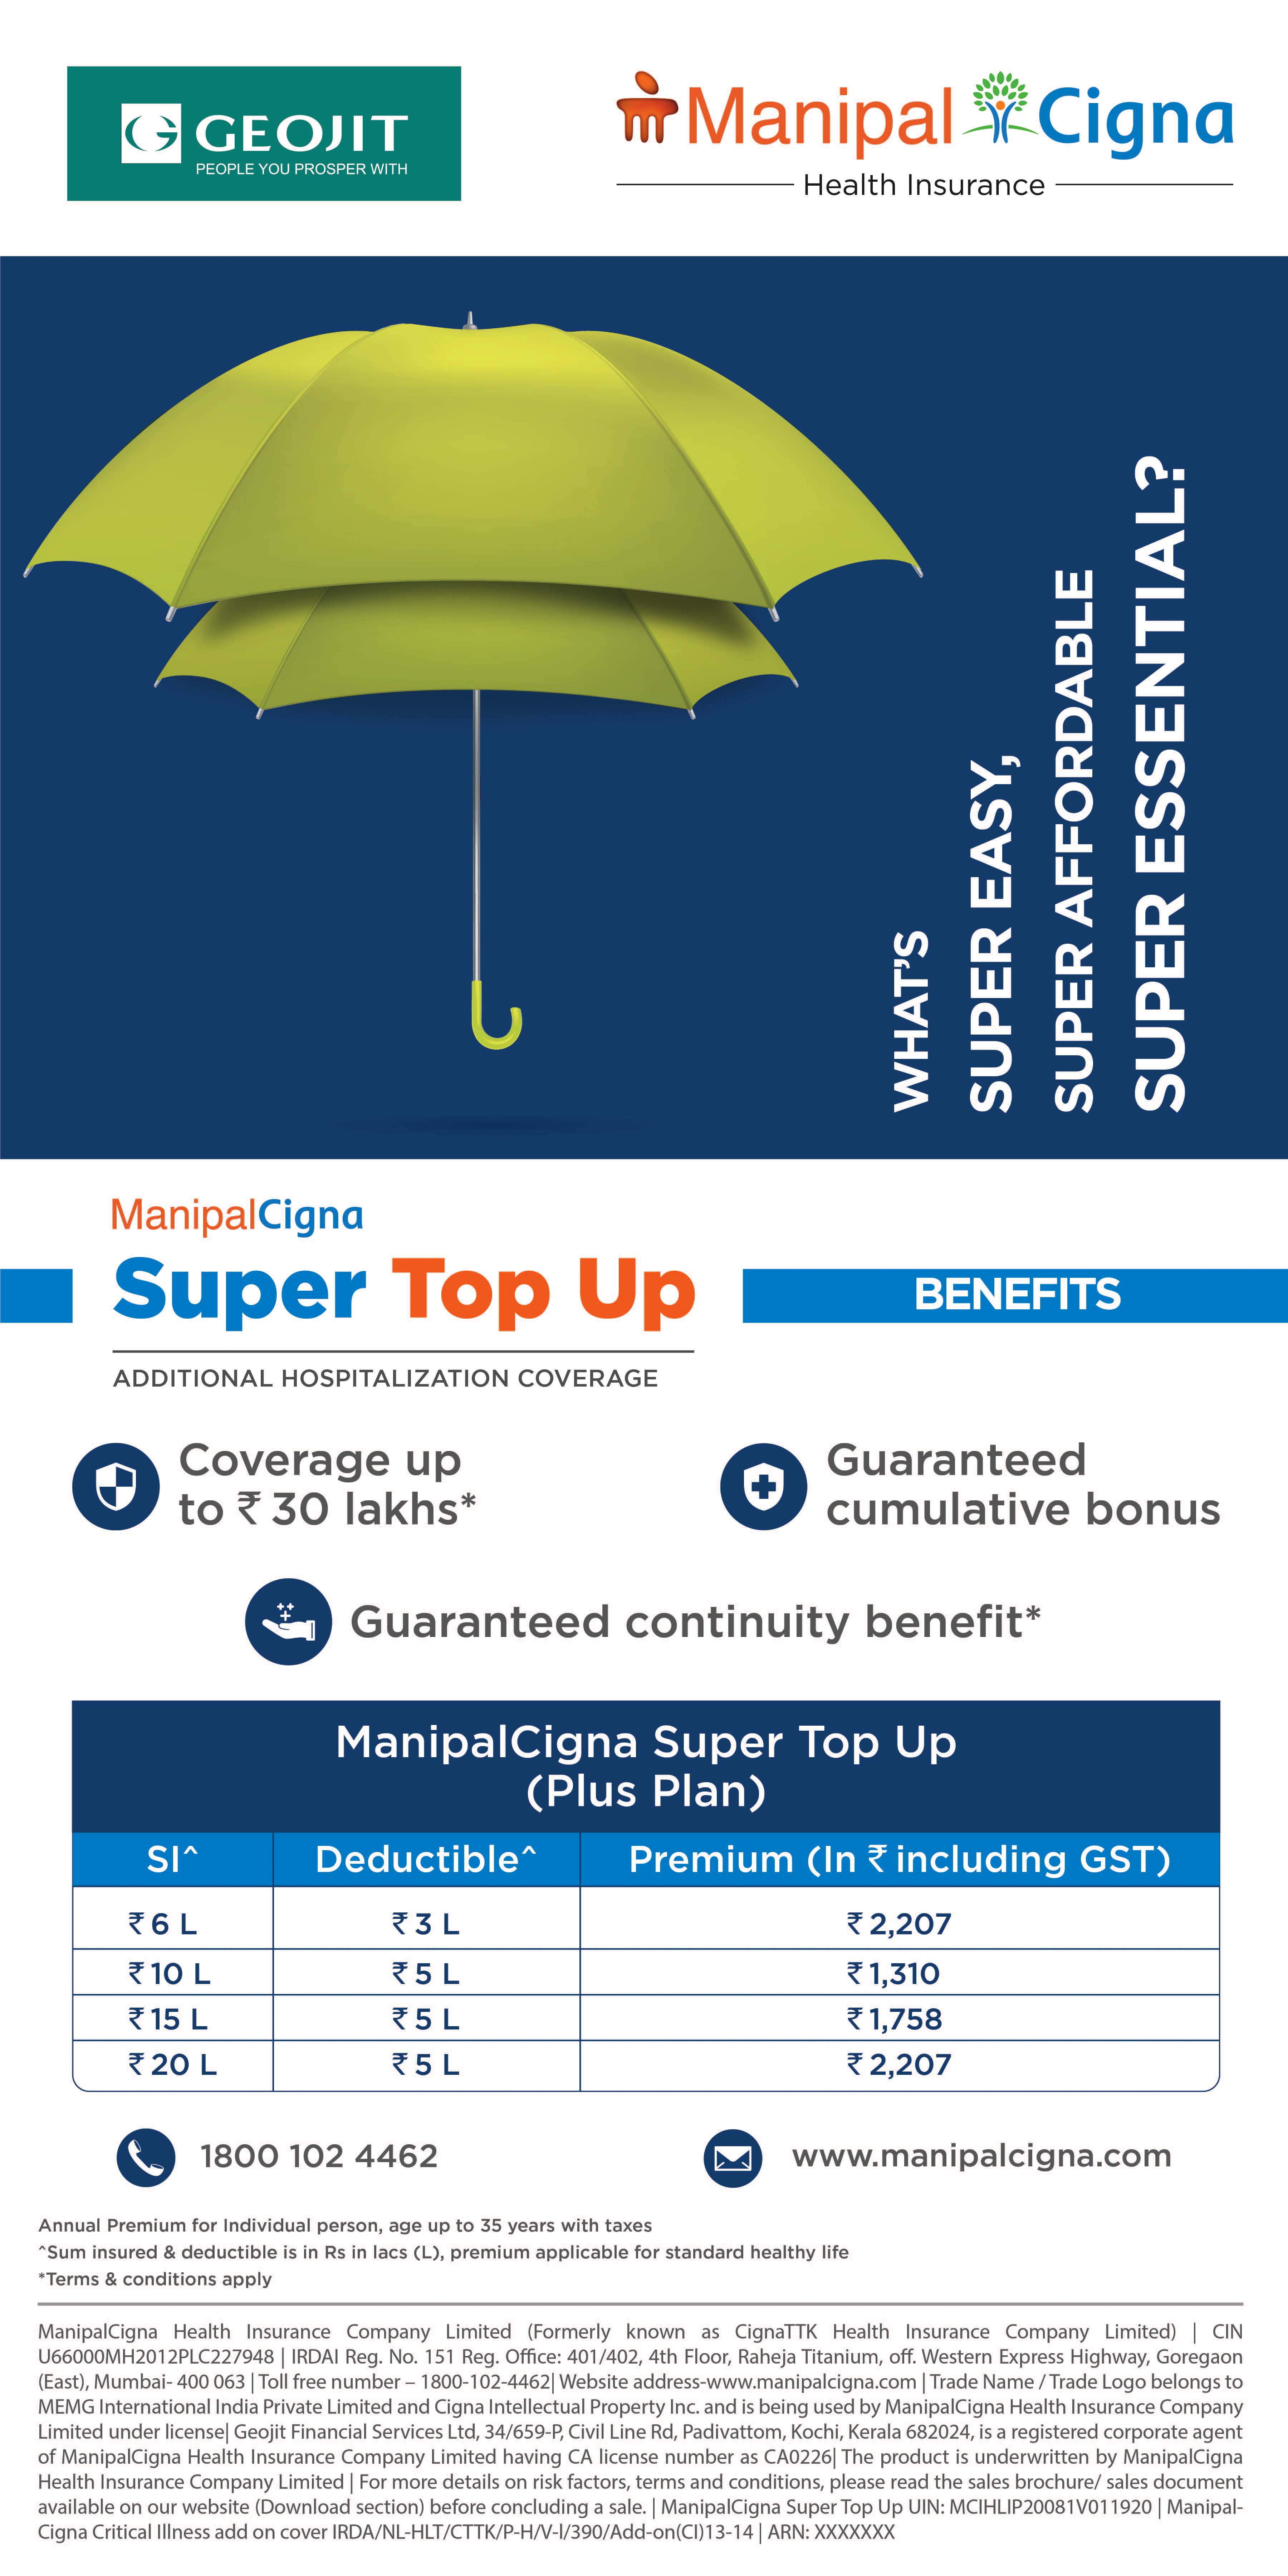 GEOJIT
PEOPLE YOU PROSPER WITH
Manipal Cigna
Health Insurance
WHAT'S
SUPER EASY,
SUPER AFFORDABLE
SUPER ESSENTIAL?
ManipalCigna
Super Top Up
ADDITIONAL HOSPITALIZATION COVERAGE
BENEFITS
Coverage up
to ₹ 30 lakhs*
Guaranteed
cumulative bonus
Guaranteed continuity benefit*
ManipalCigna Super Top Up
(Plus Plan)
SI^ Deductible^ Premium (In ₹ including GST)
₹ 6 L ₹ 3 L ₹ 2,207
₹ 10 L ₹ 5 L ₹ 1,310
₹ 15 L ₹ 5 L ₹ 1,758
₹ 20 L ₹ 5 L ₹ 2,207
1800 102 4462
www.manipalcigna.com
Annual Premium for Individual person, age up to 35 years with taxes
^Sum insured & deductible is in Rs in lacs (L), premium applicable for standard healthy life
*Terms & conditions apply
ManipalCigna Health Insurance Company Limited (Formerly known as CignaTTK Health Insurance Company Limited) | CIN
U66000MH2012PLC227948 | IRDAI Reg. No. 151 Reg. Office: 401/402, 4th Floor, Raheja Titanium, off. Western Express Highway, Goregaon
(East), Mumbai- 400 063 | Toll free number – 1800-102-4462| Website address-www.manipalcigna.com | Trade Name / Trade Logo belongs to
MEMG International India Private Limited and Cigna Intellectual Property Inc. and is being used by ManipalCigna Health Insurance Company
Limited under license| Geojit Financial Services Ltd, 34/659-P, Civil Line Rd, Padivattom, Kochi, Kerala 682024, is a registered corporate agent
of ManipalCigna Health Insurance Company Limited having CA license number as CA0226| The product is underwritten by ManipalCigna
Health Insurance Company Limited | For more details on risk factors, terms and conditions, please read the sales brochure/ sales document
available on our website (Download section) before concluding a sale. | ManipalCigna Super Top Up UIN: MCIHLIP20081V011920 | Manipal-
Cigna Critical Illness add on cover IRDA/NL-HLT/CTTK/P-H/V-I/390/Add-on(CI)13-14 | ARN: XXXXXXX